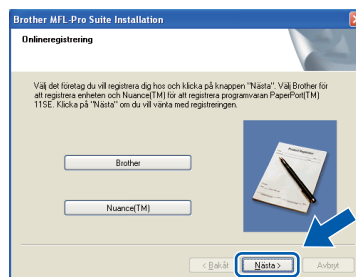 Brother MFL-Pro Suite Installation
Onlineregistrering
Välj det företag du vill registrera dig hos och klicka på knappen "Nästa". Välj Brother för
att registrera enheten och Nuance(TM) för att registrera programvaran PaperPort(TM)
11SE. Klicka på "Nästa" om du vill vänta med registreringen.
Brother
Nuance(TM)
< Bakåt
Nästa >
Avbryt